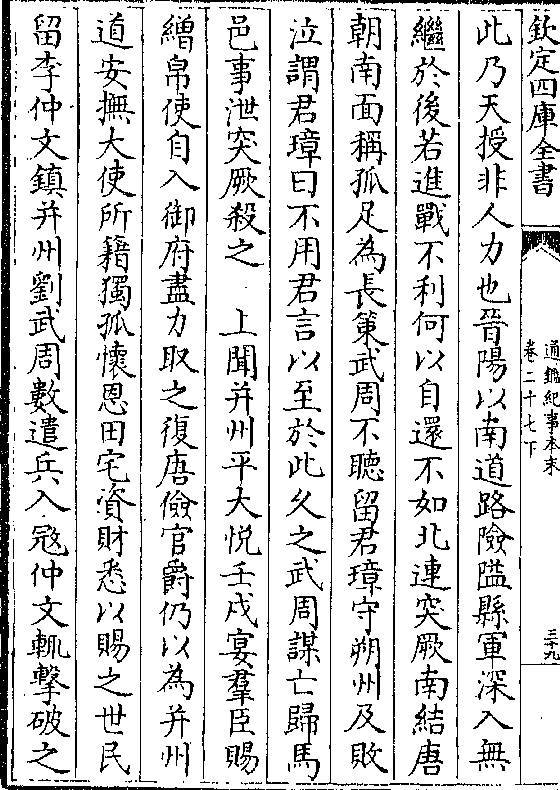 欽定四庫全書
通鑑紀事本末
卷二十七下
三十九
此乃天授非人力也晉陽以南道路險隘縣軍深入無
繼於後若進戰不利何以自還不如北連突厥南結唐
朝南面稱孤足為長策武周不聽留君璋守朔州及敗
泣謂君璋曰不用君言以至於此乆之武周謀亡歸馬
邑事泄突厥殺之　上聞并州平大悅壬戌宴羣臣賜
繒帛使自入御府盡力取之復唐儉官爵仍以為并州
道安撫大使所籍獨孤懷恩田宅資財悉以賜之世民
留李仲文鎮并州劉武周數遣兵入寇仲文輒擊破之